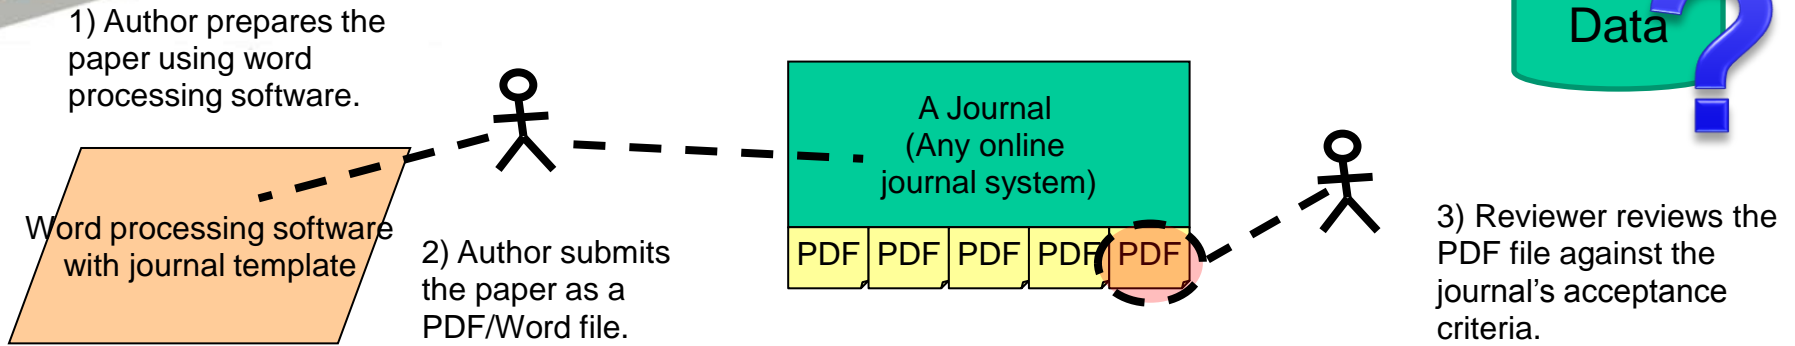 1) Author prepares the
paper using word
processing software.
Word processing software
with journal template
2) Author submits
the paper as a
PDF/Word file.
A Journal
(Any online
journal system)
PDF PDF PDF PDF PDF
Data
?
3) Reviewer reviews the
PDF file against the
journal’s acceptance
criteria.